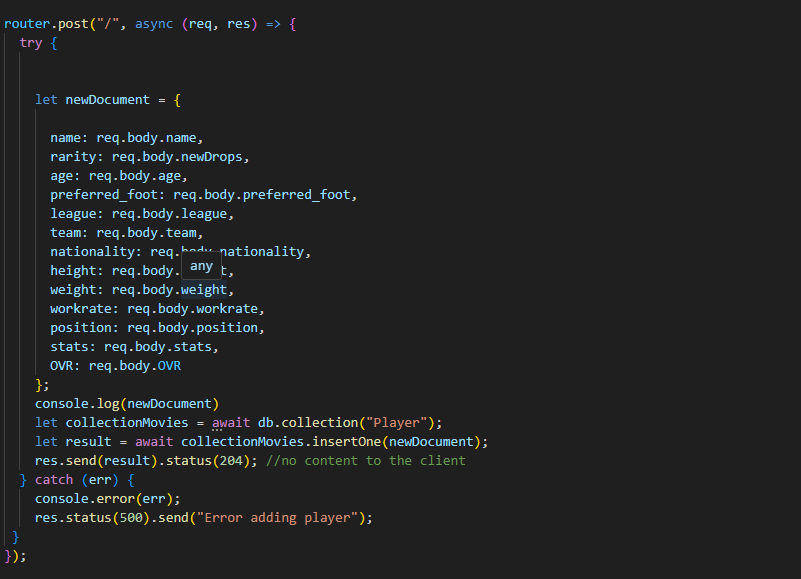 router.post("/", async (req, res) => {
try {
let newDocument = {
name: req.body.name,
rarity: req.body.newDrops,
age: req.body.age,
preferred_foot: req.body.preferred_foot,
league: req.body.league,
team: req.body.team,
nationality: req.body.nationality,
height: req.body.
any
weight: req.body.weight,
workrate: req.body.workrate,
position: req.body.position,
stats: req.body.stats,
OVR: req.body.OVR
};
console.log(newDocument)
let collectionMovies = await db.collection("Player");
let result = await collectionMovies.insertOne(newDocument);
res.send(result).status(204); //no content to the client
} catch (err) {
console.error(err);
res.status(500).send("Error adding player");
}
});